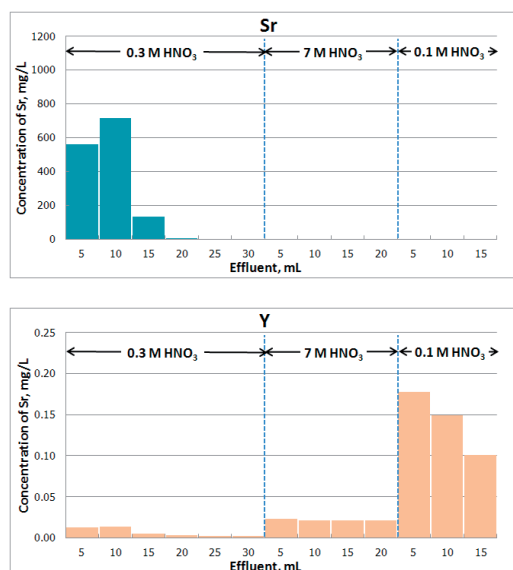 Sr
0.3 M HNO₃ 7 M HNO₃ 0.1 M HNO₃
Concentration of Sr, mg/L
1200
1000
800
600
400
200
0
5 10 15 20 25 30 5 10 15 20 5 10 15
Effluent, mL
Y
0.3 M HNO₃ 7 M HNO₃ 0.1 M HNO₃
Concentration of Sr, mg/L
0.25
0.20
0.15
0.10
0.05
0.00
5 10 15 20 25 30 5 10 15 20 5 10 15
Effluent, mL